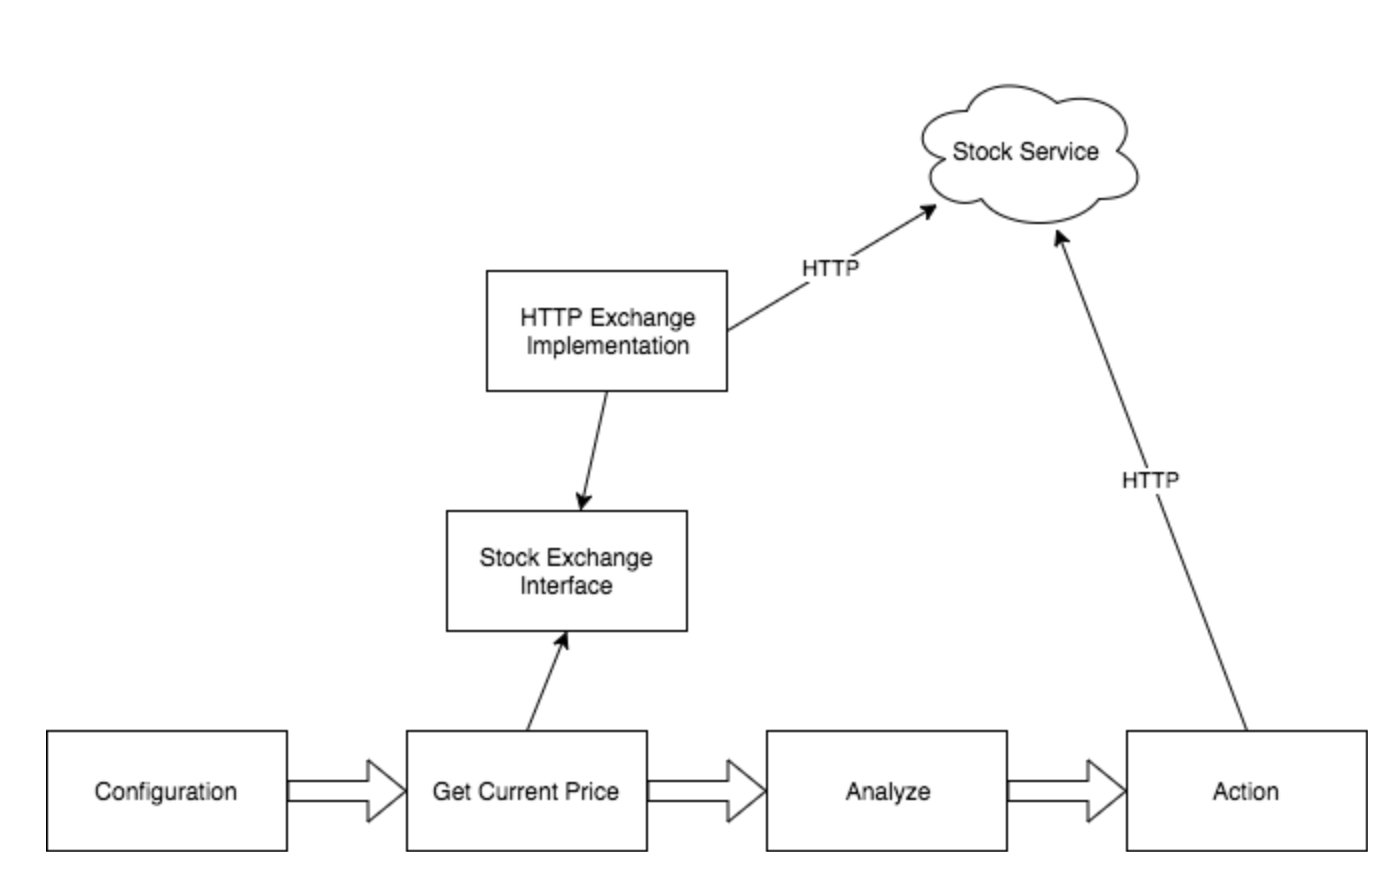 Stock Service
HTTP
HTTP Exchange
Implementation
HTTP
Stock Exchange
Interface
Configuration
Get Current Price
Analyze
Action